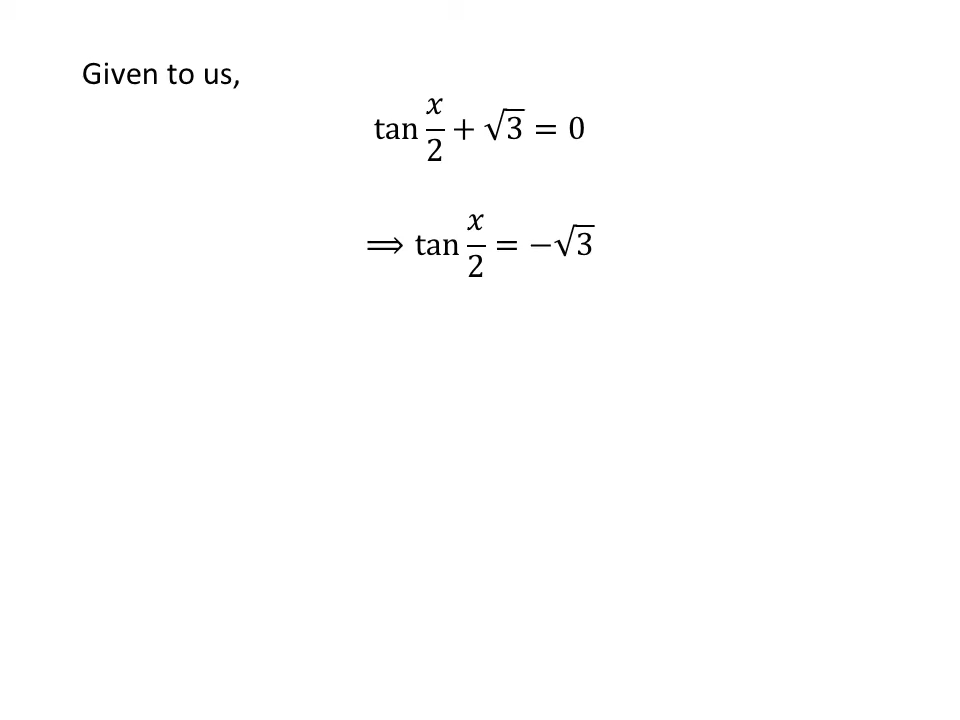 Given to us,
tan x/2 + √3 = 0
⟹ tan x/2 = −√3